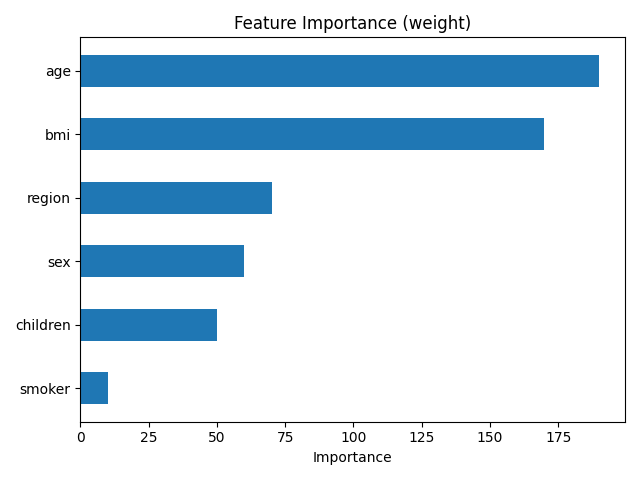 Feature Importance (weight)
age
bmi
region
sex
children
smoker
0 25 50 75 100 125 150 175
Importance